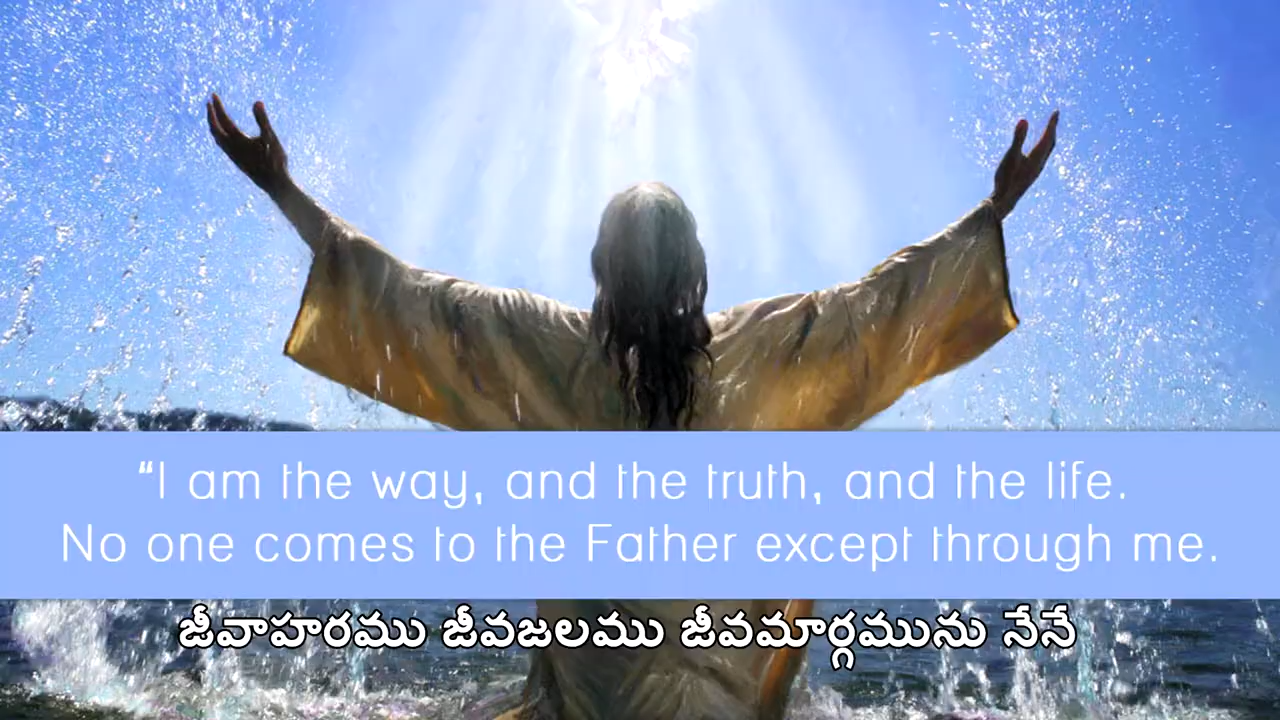 “I am the way, and the truth, and the life.
No one comes to the Father except through me.
జీవాహరము జీవజలము జీవమార్గమును నేనే